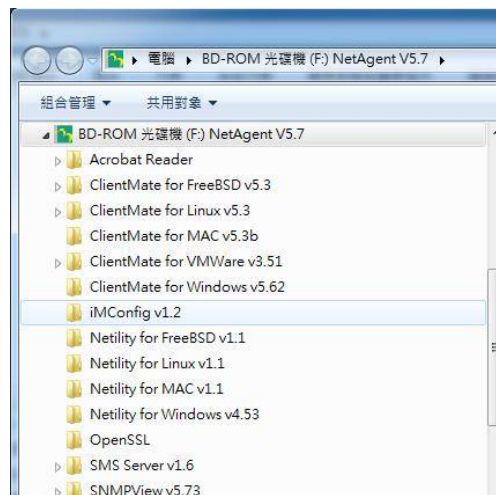 電腦 ▸ BD-ROM 光碟機 (F:) NetAgent V5.7 ▸
組合管理 ▼ 共用對象 ▼
BD-ROM 光碟機 (F:) NetAgent V5.7
Acrobat Reader
ClientMate for FreeBSD v5.3
ClientMate for Linux v5.3
ClientMate for MAC v5.3b
ClientMate for VMWare v3.51
ClientMate for Windows v5.62
iMConfig v1.2
Netility for FreeBSD v1.1
Netility for Linux v1.1
Netility for MAC v1.1
Netility for Windows v4.53
OpenSSL
SMS Server v1.6
SNMPView v5.73